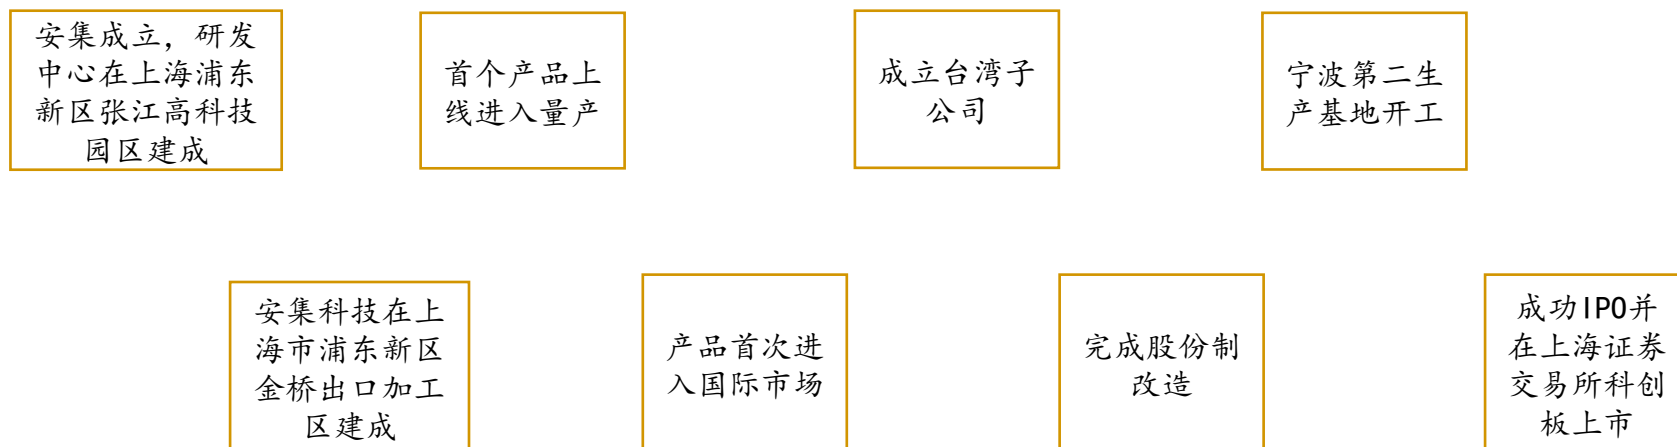 安集成立，研发
中心在上海浦东
新区张江高科技
园区建成
首个产品上
线进入量产
成立台湾子
公司
宁波第二生
产基地开工
安集科技在上
海市浦东新区
金桥出口加工
区建成
产品首次进
入国际市场
完成股份制
改造
成功IPO并
在上海证券
交易所科创
板上市